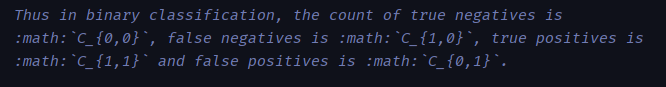 Thus in binary classification, the count of true negatives is
:math:`C_{0,0}`, false negatives is :math:`C_{1,0}`, true positives is
:math:`C_{1,1}` and false positives is :math:`C_{0,1}`.